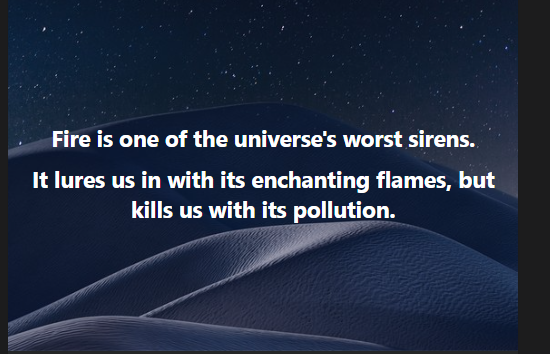 Fire is one of the universe's worst sirens.
It lures us in with its enchanting flames, but
kills us with its pollution.